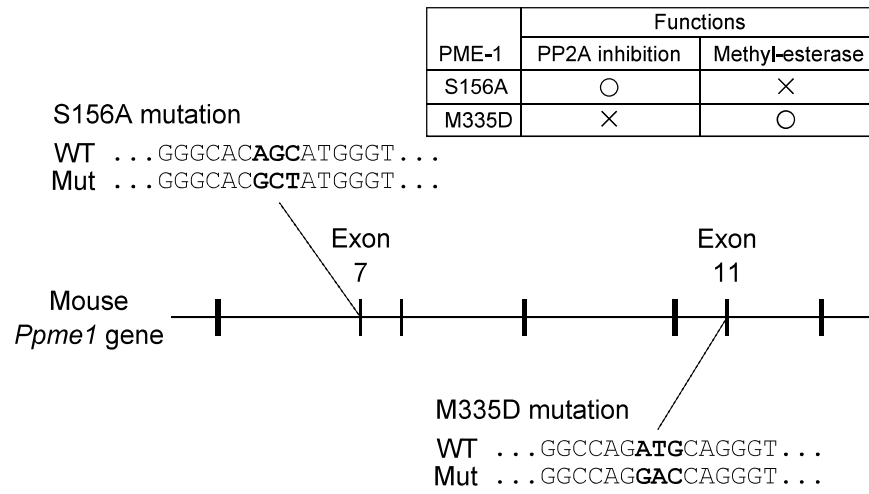 Functions
PME-1 PP2A inhibition Methyl-esterase
S156A ○ ×
M335D × ○
S156A mutation
WT ...GGGCACAGCATGGGT...
Mut ...GGGCACGCTATGGGT...
Exon Exon
7 11
Mouse
Ppme1 gene
M335D mutation
WT ...GGCCAGATGCAGGGT...
Mut ...GGCCAGGACCAGGGT...